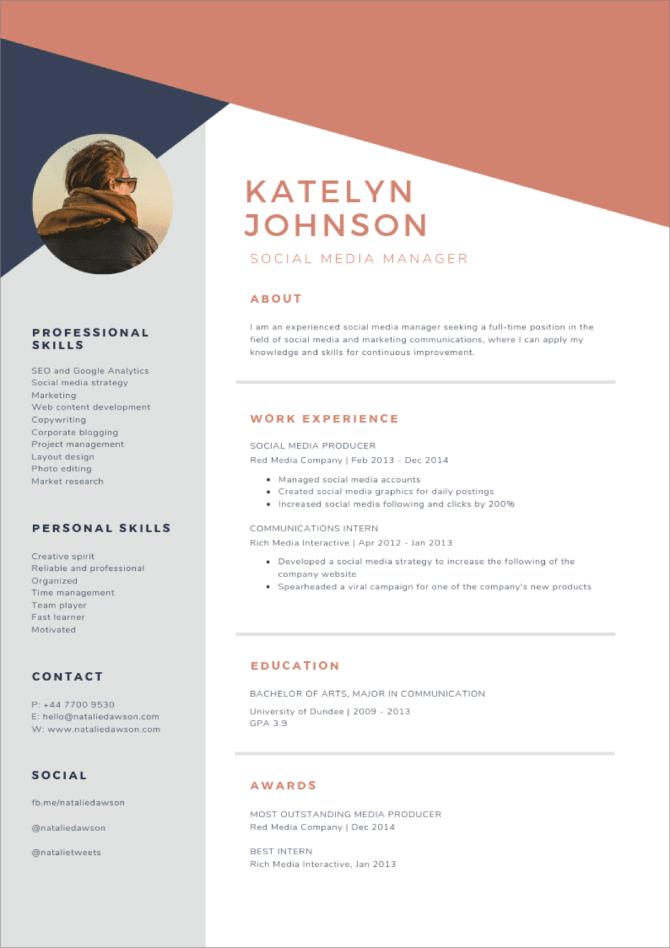 KATELYN
JOHNSON
SOCIAL MEDIA MANAGER
PROFESSIONAL
SKILLS
SEO and Google Analytics
Social media strategy
Marketing
Web content development
Copywriting
Corporate blogging
Project management
Layout design
Photo editing
Market research
PERSONAL SKILLS
Creative spirit
Reliable and professional
Organized
Time management
Team player
Fast learner
Motivated
CONTACT
P: +44 7700 9530
E: hello@nataliedawson.com
W: www.nataliedawson.com
SOCIAL
fb.me/nataliedawson
@nataliedawson
@natalietweets
ABOUT
I am an experienced social media manager seeking a full-time position in the
field of social media and marketing communications, where I can apply my
knowledge and skills for continuous improvement.
WORK EXPERIENCE
SOCIAL MEDIA PRODUCER
Red Media Company | Feb 2013 - Dec 2014
• Managed social media accounts
• Created social media graphics for daily postings
• Increased social media following and clicks by 200%
COMMUNICATIONS INTERN
Rich Media Interactive | Apr 2012 - Jan 2013
• Developed a social media strategy to increase the following of the
company website
• Spearheaded a viral campaign for one of the company's new products
EDUCATION
BACHELOR OF ARTS, MAJOR IN COMMUNICATION
University of Dundee | 2009 - 2013
GPA 3.9
AWARDS
MOST OUTSTANDING MEDIA PRODUCER
Red Media Company | Dec 2014
BEST INTERN
Rich Media Interactive, Jan 2013